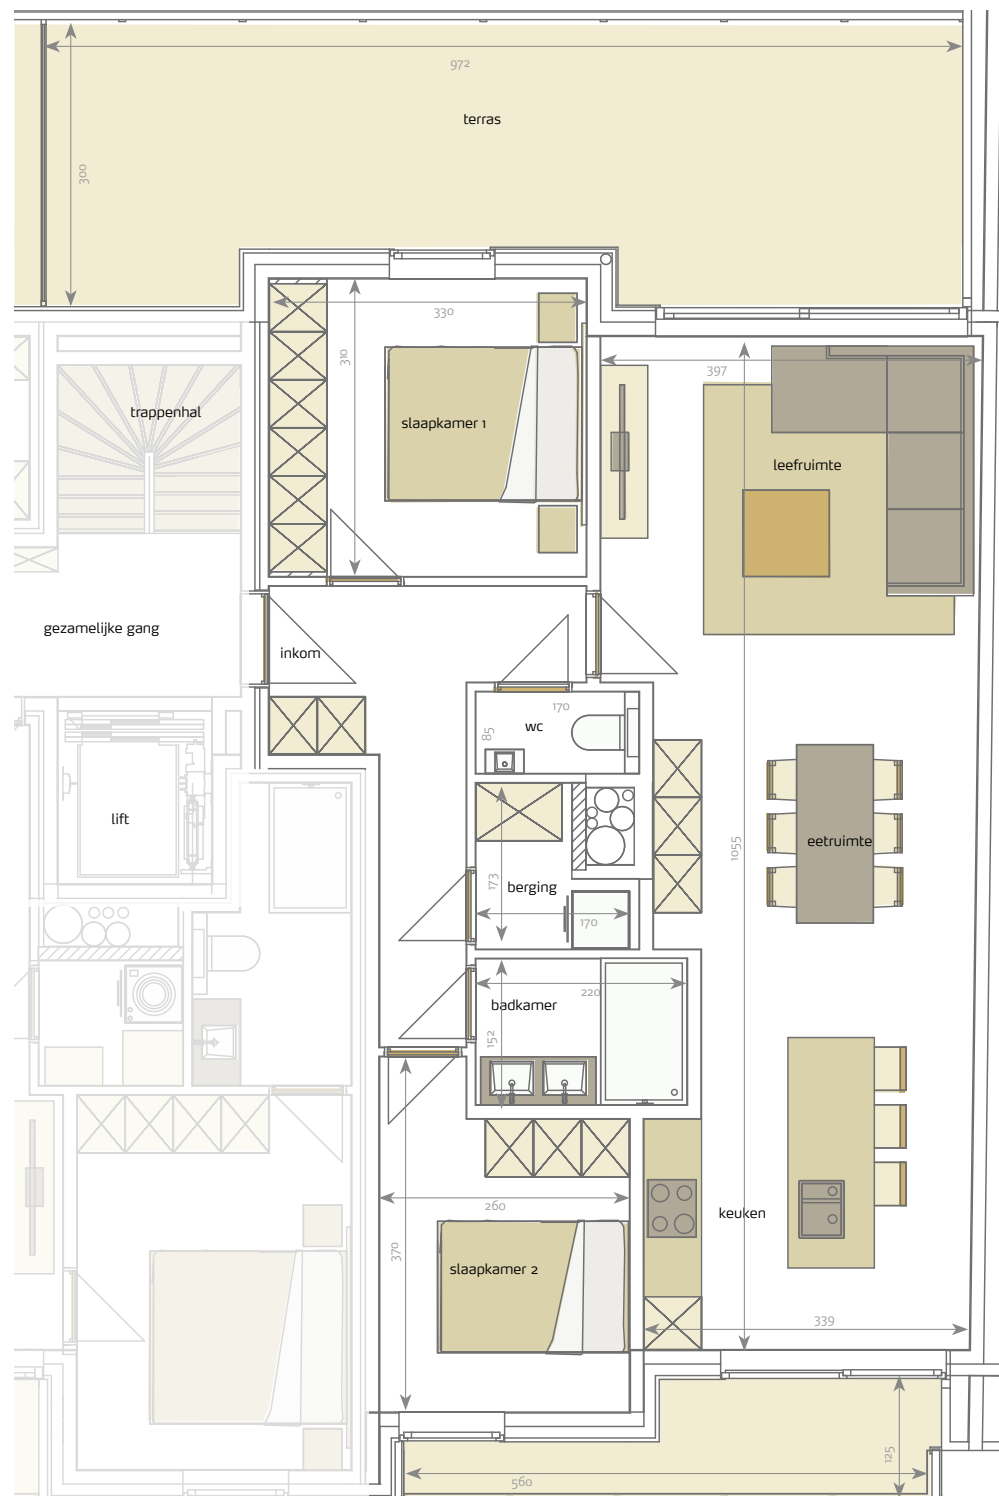 972
terras
300
330
310
397
trappenhal
slaapkamer 1
leefruimte
gezamelijke gang
inkom
170
wc
85
lift
1055
eetruimte
berging
173
170
220
badkamer
152
260
keuken
370
slaapkamer 2
339
125
560